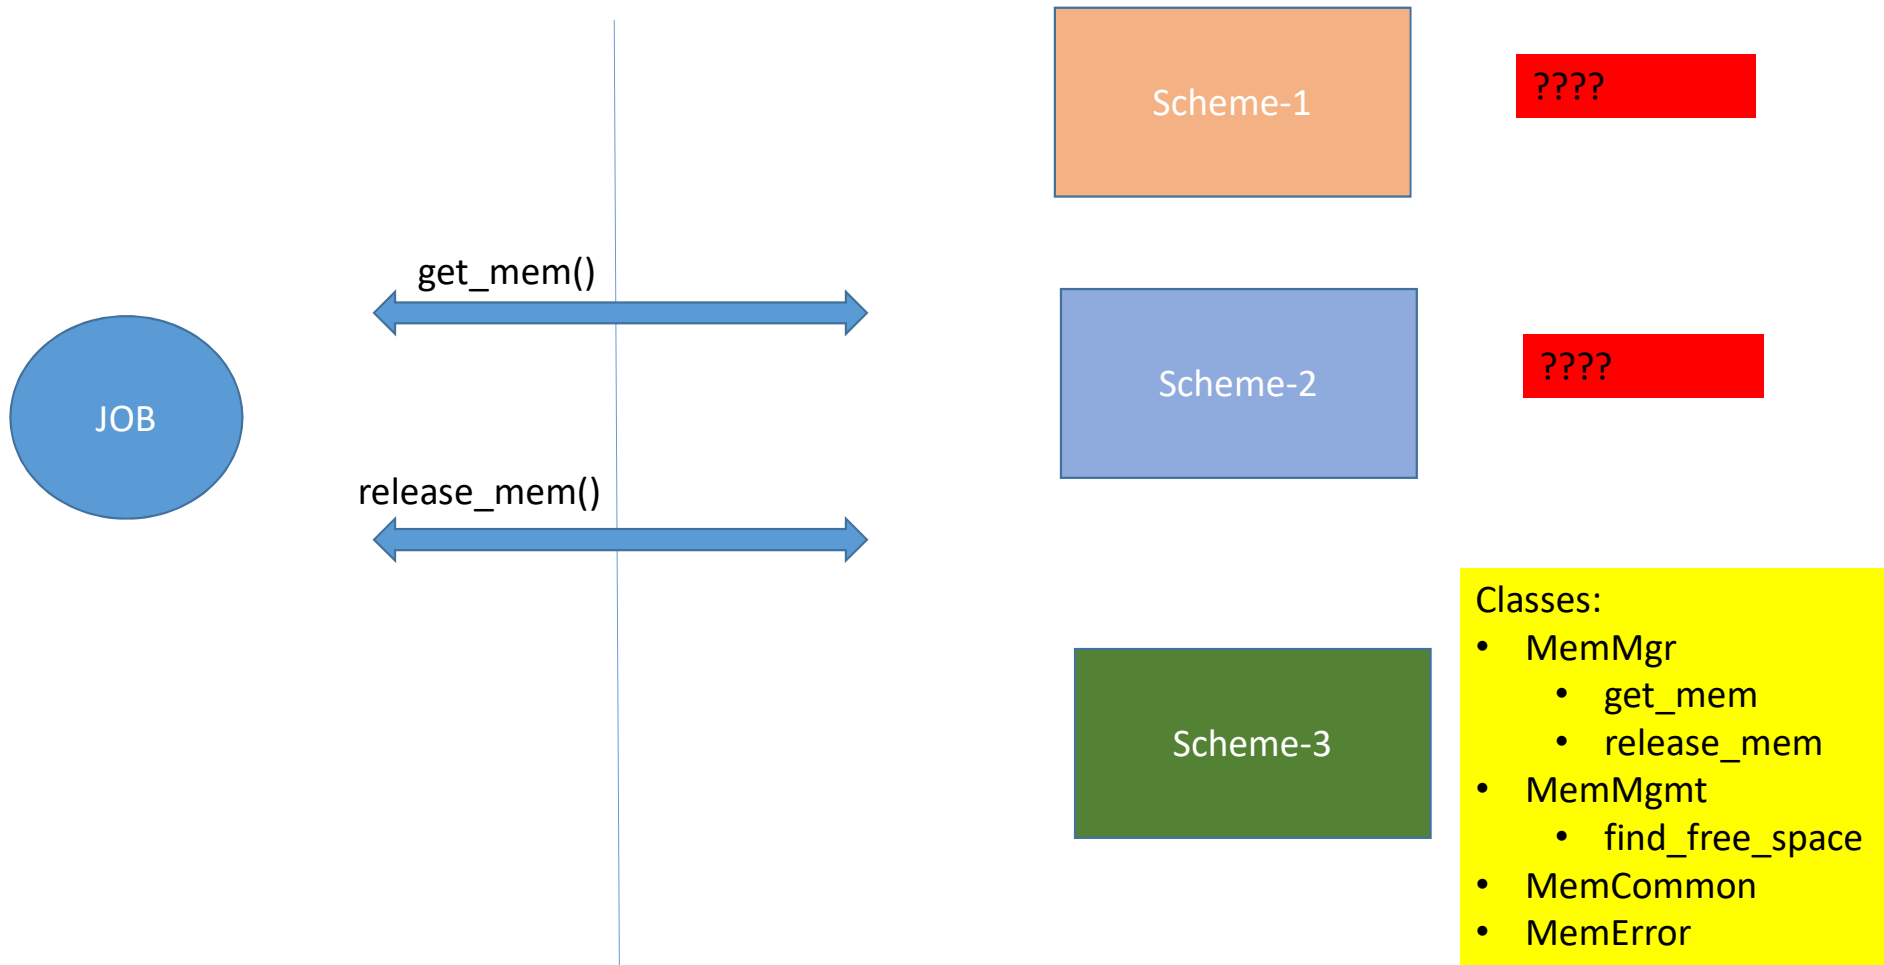 Scheme-1
????
get_mem()
Scheme-2
????
JOB
release_mem()
Scheme-3
Classes:
• MemMgr
• get_mem
• release_mem
• MemMgmt
• find_free_space
• MemCommon
• MemError